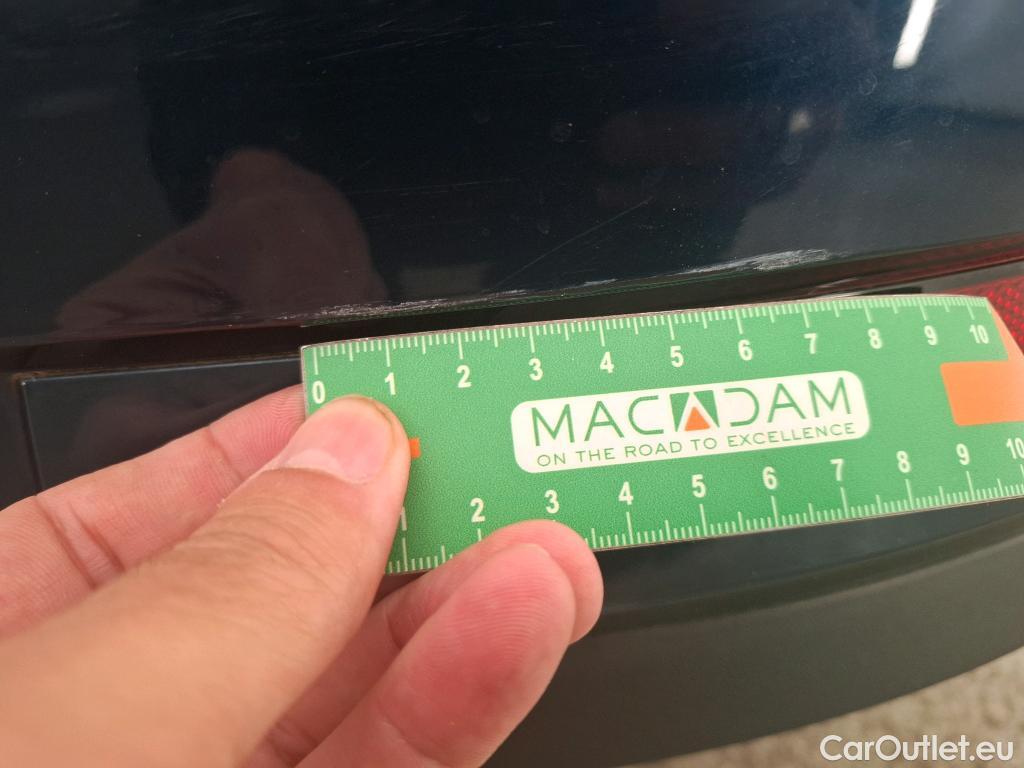 0 1 2 3 4 5 6 7 8 9 10
MACADAM
ON THE ROAD TO EXCELLENCE
1 2 3 4 5 6 7 8 9 10
CarOutlet.eu